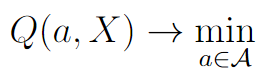 Q(a, X) → min
a∈𝒜